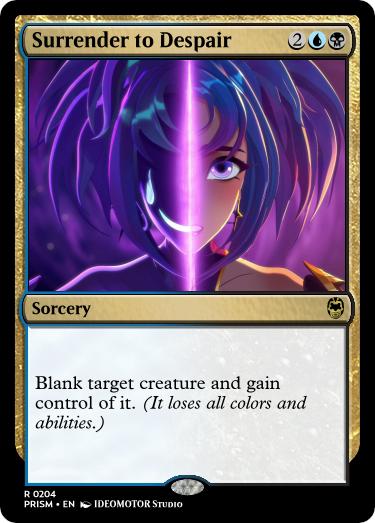 Surrender to Despair 2
Sorcery
Blank target creature and gain
control of it. (It loses all colors and
abilities.)
R 0204
PRISM • EN IDEOMOTOR STUDIO